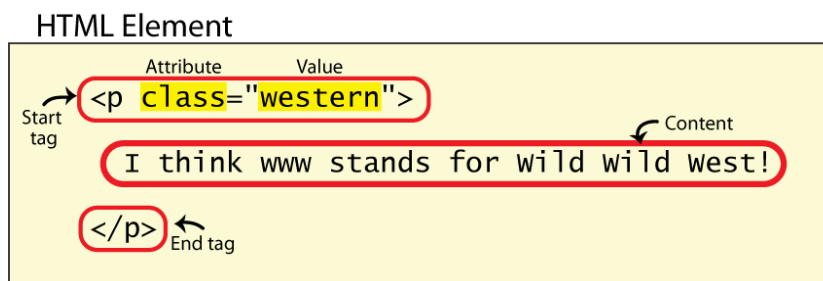 HTML Element
Attribute Value
<p class="western">
Start
tag
Content
I think www stands for Wild Wild West!
</p>
End tag